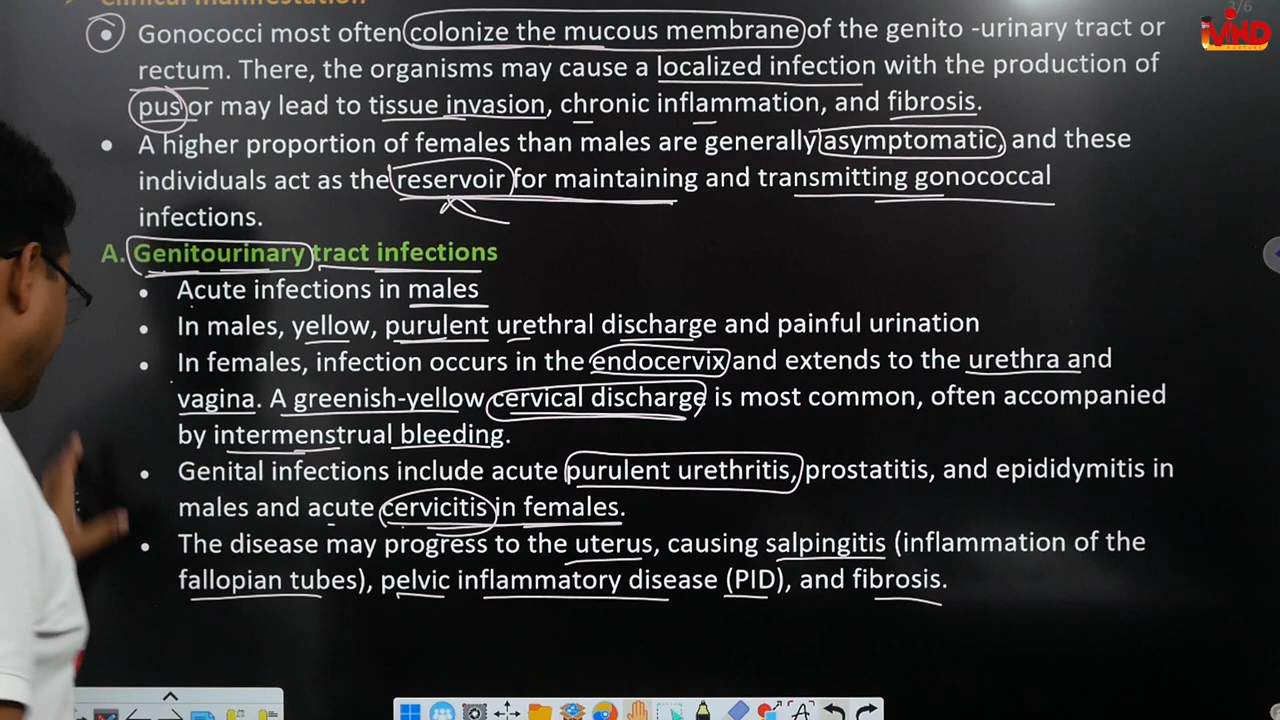 Clinical manifestation
3/6
Gononcocci most often colonize the mucous membrane of the genito -urinary tract or
rectum. There, the organisms may cause a localized infection with the production of
pus or may lead to tissue invasion, chronic inflammation, and fibrosis.
• A higher proportion of females than males are generally asymptomatic, and these
individuals act as the reservoir for maintaining and transmitting gonococcal
infections.
A. Genitourinary tract infections
• Acute infections in males
• In males, yellow, purulent urethral discharge and painful urination
• In females, infection occurs in the endocervix and extends to the urethra and
vagina. A greenish-yellow cervical discharge is most common, often accompanied
by intermenstrual bleeding.
• Genital infections include acute purulent urethritis, prostatitis, and epididymitis in
males and acute cervicitis in females.
• The disease may progress to the uterus, causing salpingitis (inflammation of the
fallopian tubes), pelvic inflammatory disease (PID), and fibrosis.